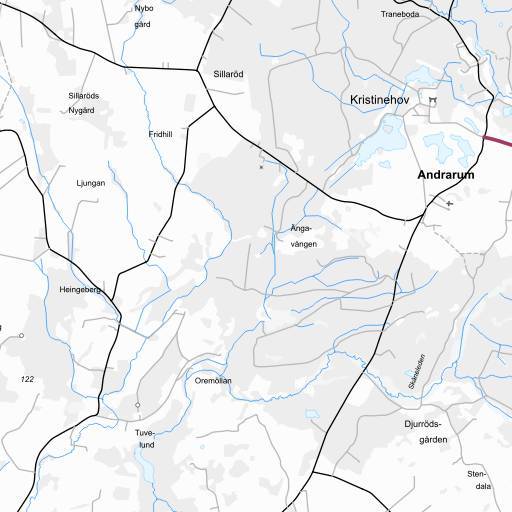 Nybo
gård
Traneboda
Sillaröd
Sillaröds
Nygård
Kristinehov
Fridhill
Andrarum
Ljungan
Änga-
vången
Heingeberg
Skåneleden
122
Oremöllan
Djurröds-
gården
Tuve-
lund
Sten-
dala